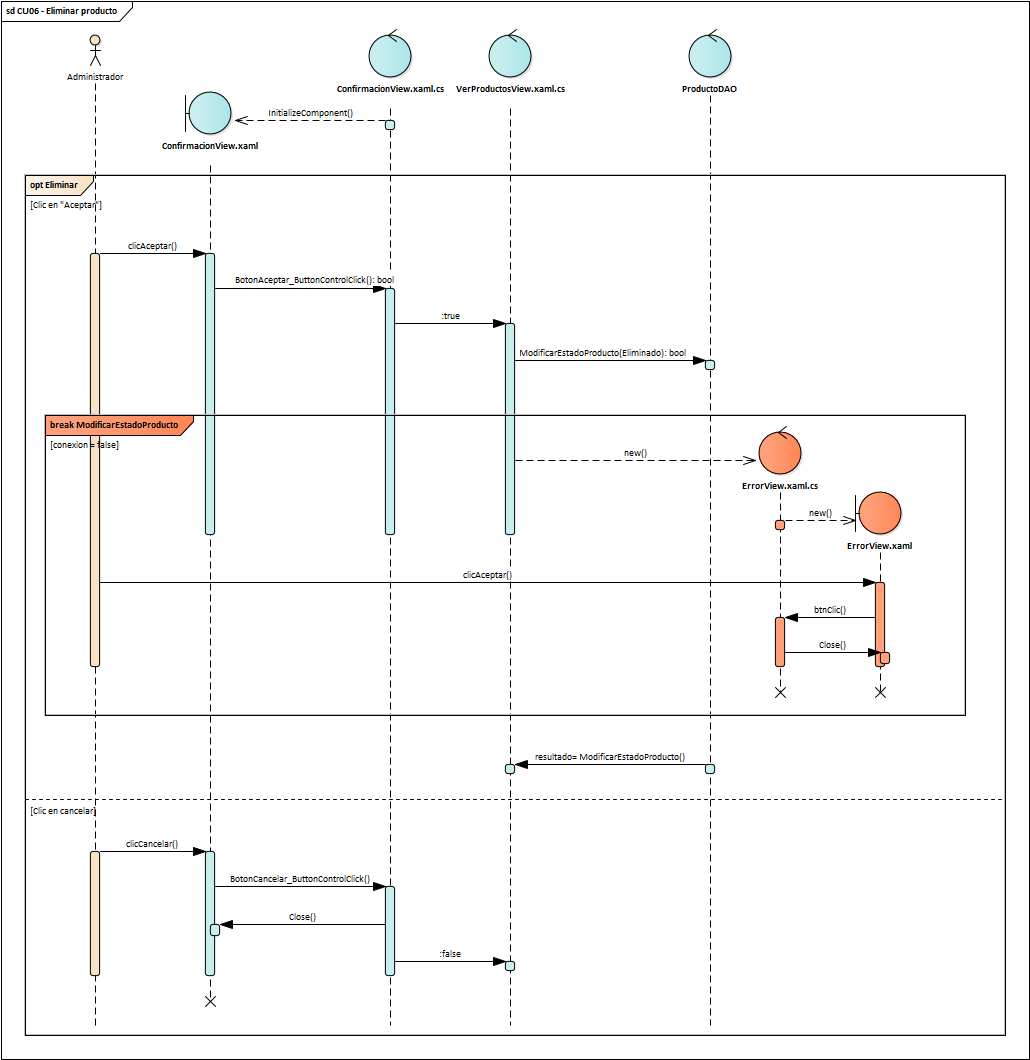 sd CU06 - Eliminar producto
Administrador
ConfirmacionView.xaml.cs
VerProductosView.xaml.cs
ProductoDAO
InitializeComponent()
ConfirmacionView.xaml
opt Eliminar
[Clic en "Aceptar"]
clicAceptar()
BotonAceptar_ButtonControlClick(): bool
:true
ModificarEstadoProducto(Eliminado): bool
break ModificarEstadoProducto
[conexion = false]
new()
ErrorView.xaml.cs
new()
ErrorView.xaml
clicAceptar()
btnClic()
Close()
resultado= ModificarEstadoProducto()
[Clic en cancelar]
clicCancelar()
BotonCancelar_ButtonControlClick()
Close()
:false